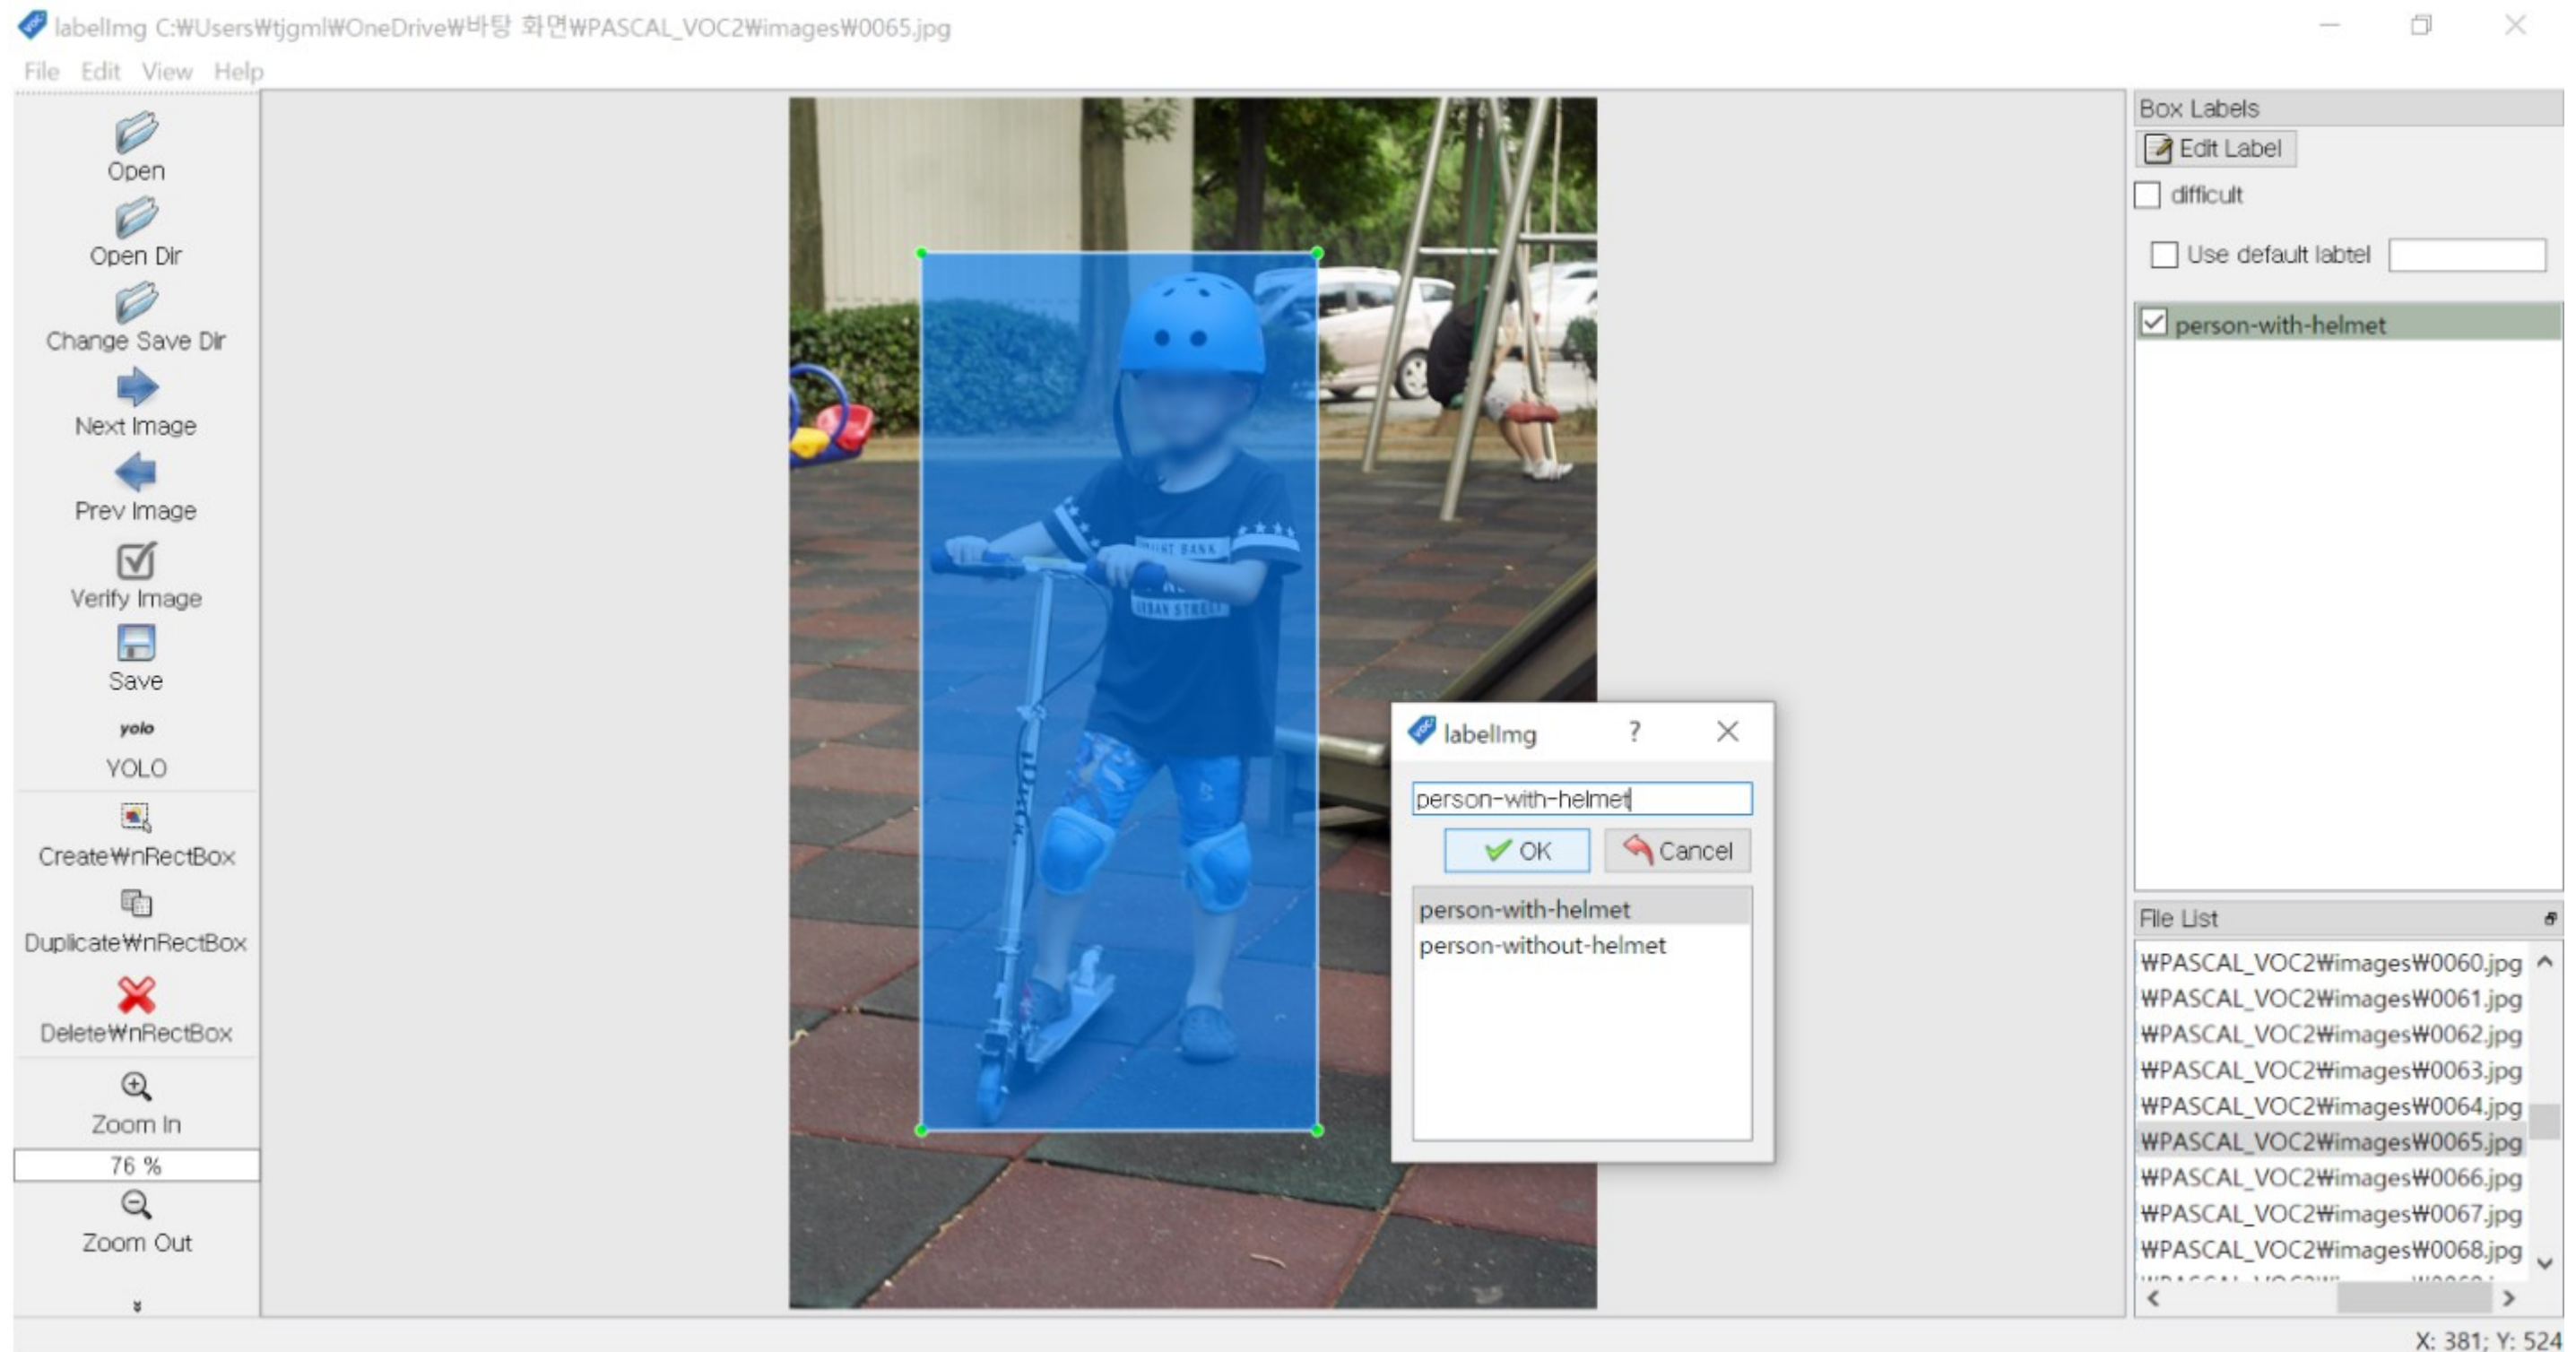 labelImg C:₩Users₩tjgml₩OneDrive₩바탕 화면₩PASCAL_VOC2₩images₩0065.jpg
File Edit View Help
Open
Open Dir
Change Save Dir
Next Image
Prev Image
Verify Image
Save
yolo
YOLO
Create₩nRectBox
Duplicate₩nRectBox
Delete₩nRectBox
Zoom In
76 %
Zoom Out
BANK
URBAN STREET
labelImg
person-with-helmet
OK Cancel
person-with-helmet
person-without-helmet
Box Labels
Edit Label
difficult
Use default labtel
person-with-helmet
File List
₩PASCAL_VOC2₩images₩0060.jpg
₩PASCAL_VOC2₩images₩0061.jpg
₩PASCAL_VOC2₩images₩0062.jpg
₩PASCAL_VOC2₩images₩0063.jpg
₩PASCAL_VOC2₩images₩0064.jpg
₩PASCAL_VOC2₩images₩0065.jpg
₩PASCAL_VOC2₩images₩0066.jpg
₩PASCAL_VOC2₩images₩0067.jpg
₩PASCAL_VOC2₩images₩0068.jpg
X: 381; Y: 524